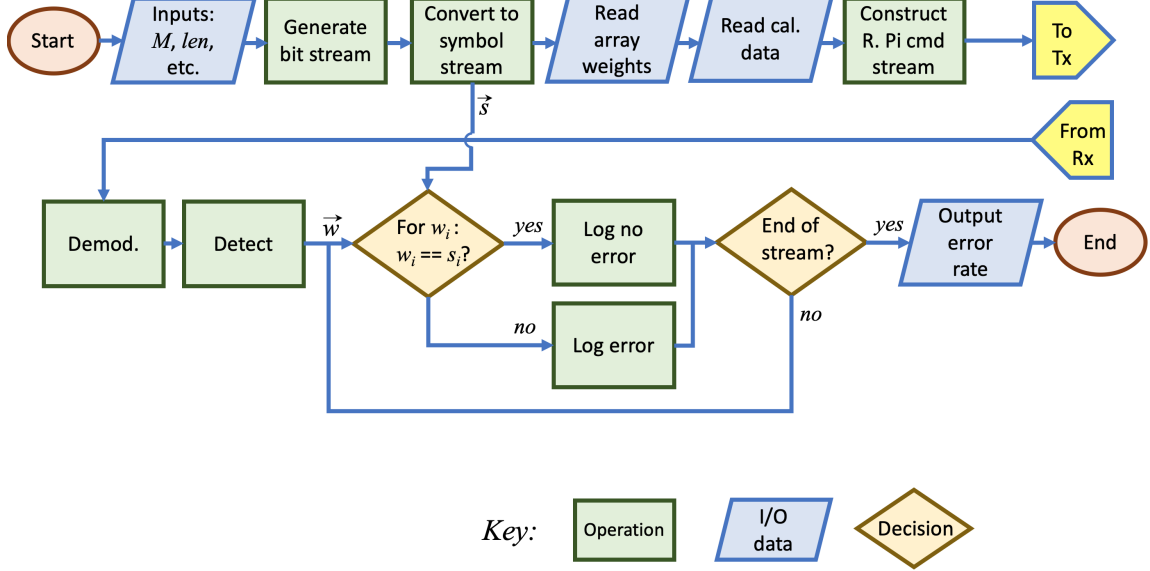 Start
Inputs:
M, len,
etc.
Generate
bit stream
Convert to
symbol
stream
Read
array
weights
Read cal.
data
Construct
R. Pi cmd
stream
To
Tx
s⃗
From
Rx
Demod.
Detect
w⃗
For wᵢ :
wᵢ == sᵢ?
yes
Log no
error
End of
stream?
yes
Output
error
rate
End
no
Log error
no
Key:
Operation
I/O
data
Decision